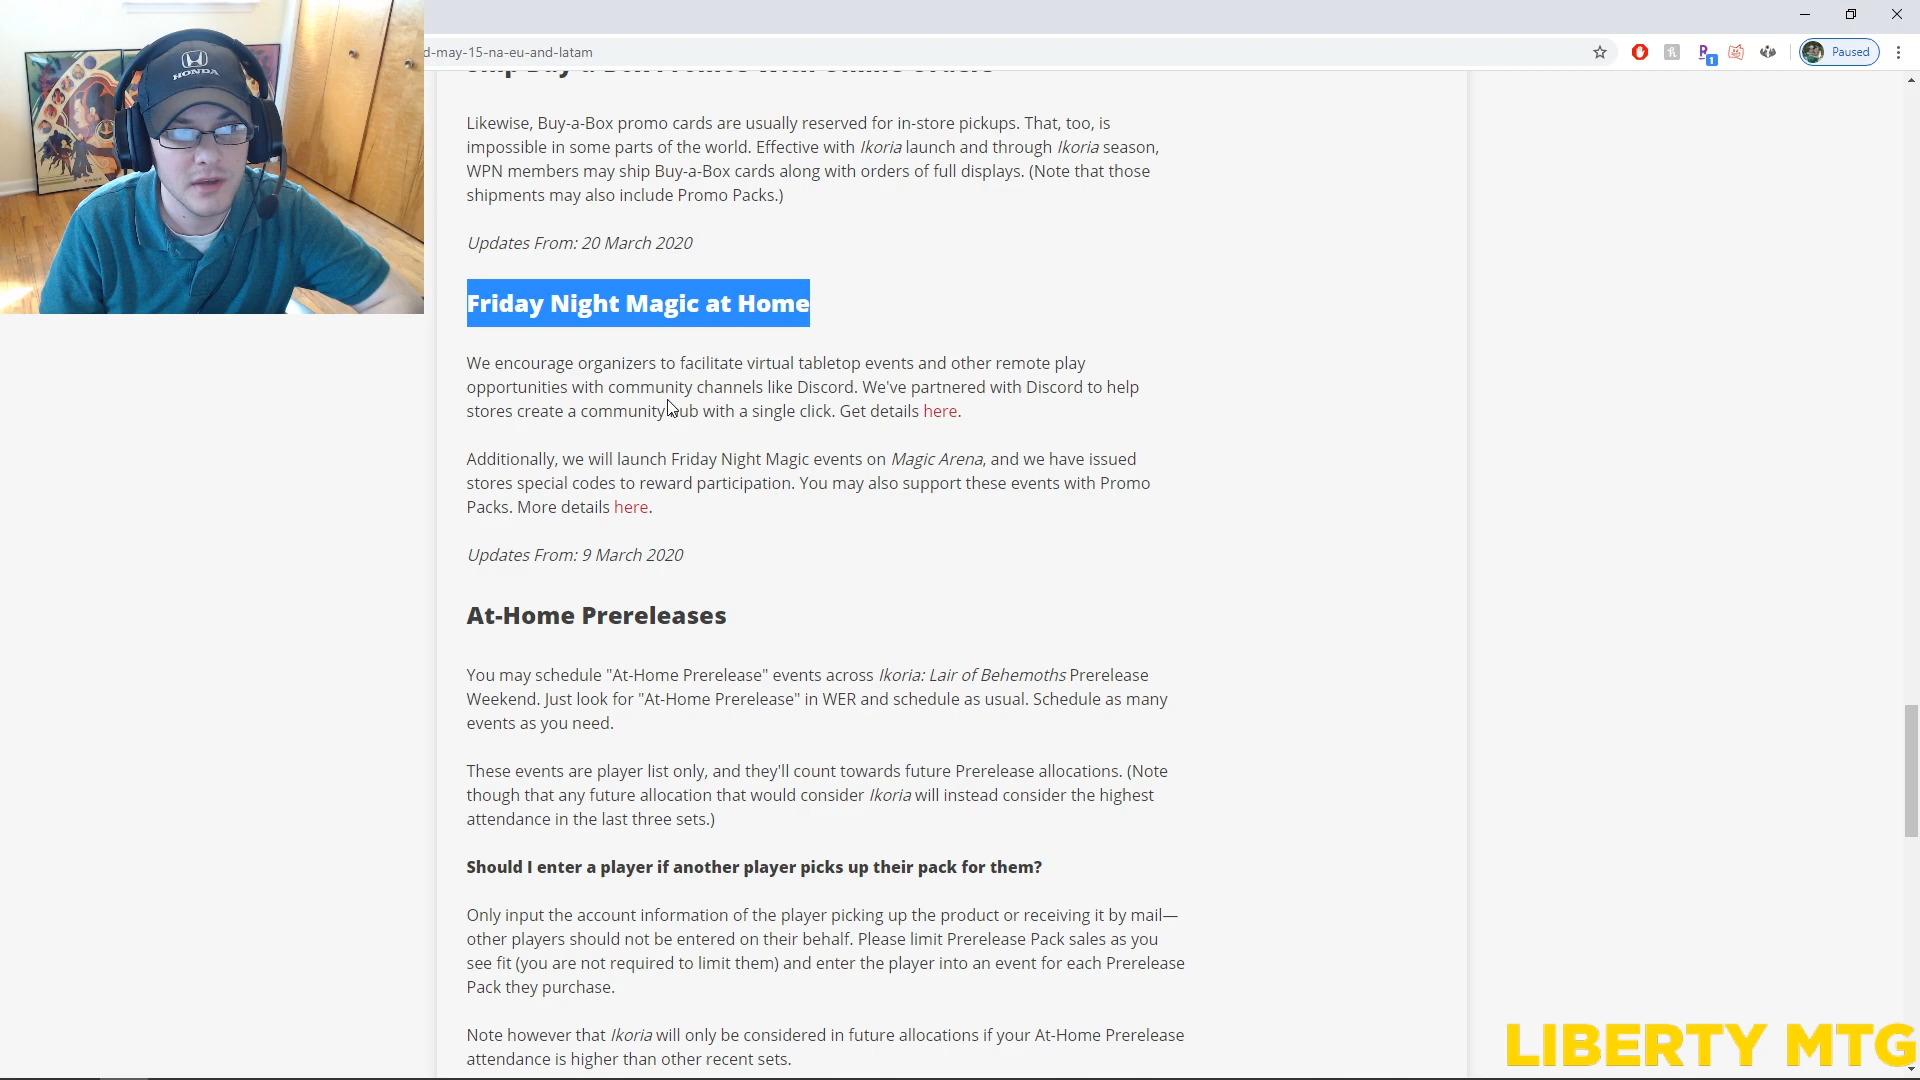 HONDA
d-may-15-na-eu-and-latam
1
Paused
Ship Buy-a-Box Promos with Online Orders
Likewise, Buy-a-Box promo cards are usually reserved for in-store pickups. That, too, is
impossible in some parts of the world. Effective with Ikoria launch and through Ikoria season,
WPN members may ship Buy-a-Box cards along with orders of full displays. (Note that those
shipments may also include Promo Packs.)
Updates From: 20 March 2020
Friday Night Magic at Home
We encourage organizers to facilitate virtual tabletop events and other remote play
opportunities with community channels like Discord. We've partnered with Discord to help
stores create a community hub with a single click. Get details here.
Additionally, we will launch Friday Night Magic events on Magic Arena, and we have issued
stores special codes to reward participation. You may also support these events with Promo
Packs. More details here.
Updates From: 9 March 2020
At-Home Prereleases
You may schedule "At-Home Prerelease" events across Ikoria: Lair of Behemoths Prerelease
Weekend. Just look for "At-Home Prerelease" in WER and schedule as usual. Schedule as many
events as you need.
These events are player list only, and they'll count towards future Prerelease allocations. (Note
though that any future allocation that would consider Ikoria will instead consider the highest
attendance in the last three sets.)
Should I enter a player if another player picks up their pack for them?
Only input the account information of the player picking up the product or receiving it by mail—
other players should not be entered on their behalf. Please limit Prerelease Pack sales as you
see fit (you are not required to limit them) and enter the player into an event for each Prerelease
Pack they purchase.
Note however that Ikoria will only be considered in future allocations if your At-Home Prerelease
attendance is higher than other recent sets.
LIBERTY MTG